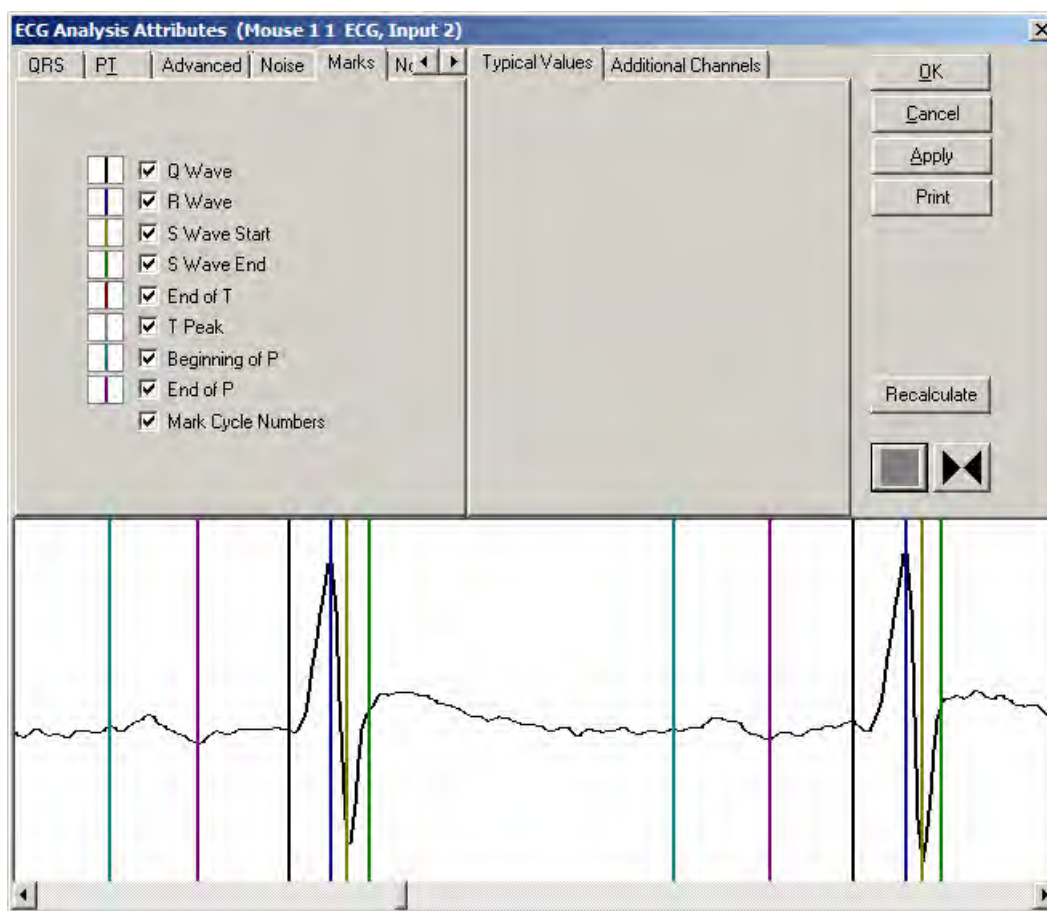 ECG Analysis Attributes (Mouse 1 1 ECG, Input 2)
QRS PT Advanced Noise Marks
Typical Values Additional Channels
OK
Cancel
Apply
Print
Q Wave
R Wave
S Wave Start
S Wave End
End of T
T Peak
Beginning of P
End of P
Mark Cycle Numbers
Recalculate